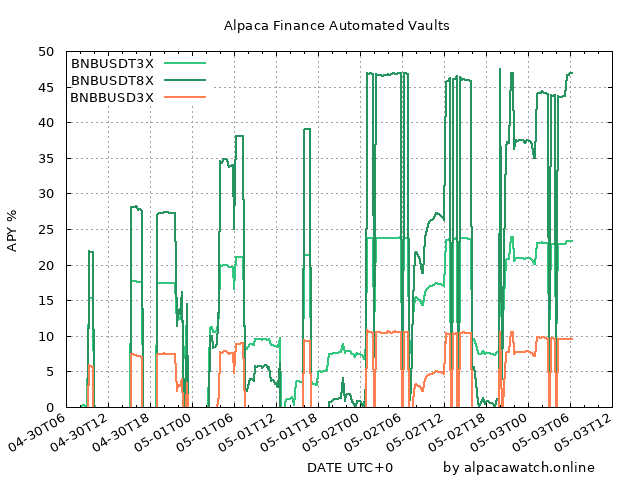 Alpaca Finance Automated Vaults
BNBUSDT3X
BNBUSDT8X
BNBBUSD3X
APY %
50
45
40
35
30
25
20
15
10
5
0
04-30T06
04-30T12
04-30T18
05-01T00
05-01T06
05-01T12
05-01T18
05-02T00
05-02T06
05-02T12
05-02T18
05-03T00
05-03T06
05-03T12
DATE UTC+0
by alpacawatch.online